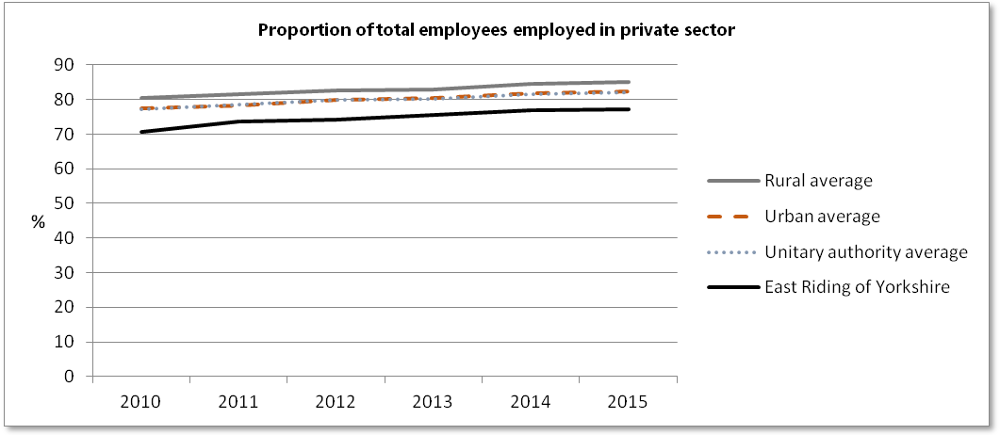 Proportion of total employees employed in private sector
90
80
70
60
50
40
30
20
10
0
%
2010 2011 2012 2013 2014 2015
Rural average
Urban average
Unitary authority average
East Riding of Yorkshire